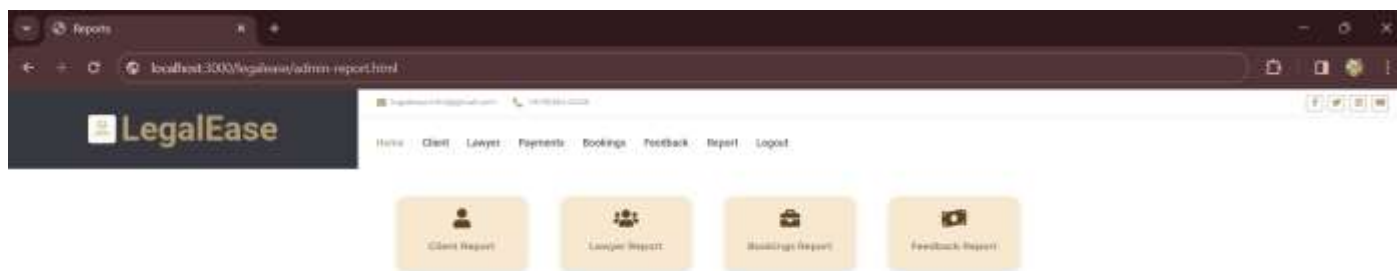 Reports
localhost:3000/legalease/admin-report.html
LegalEase
Home Client Lawyer Payments Bookings Feedback Report Logout
Client Report Lawyer Report Bookings Report Feedback Report